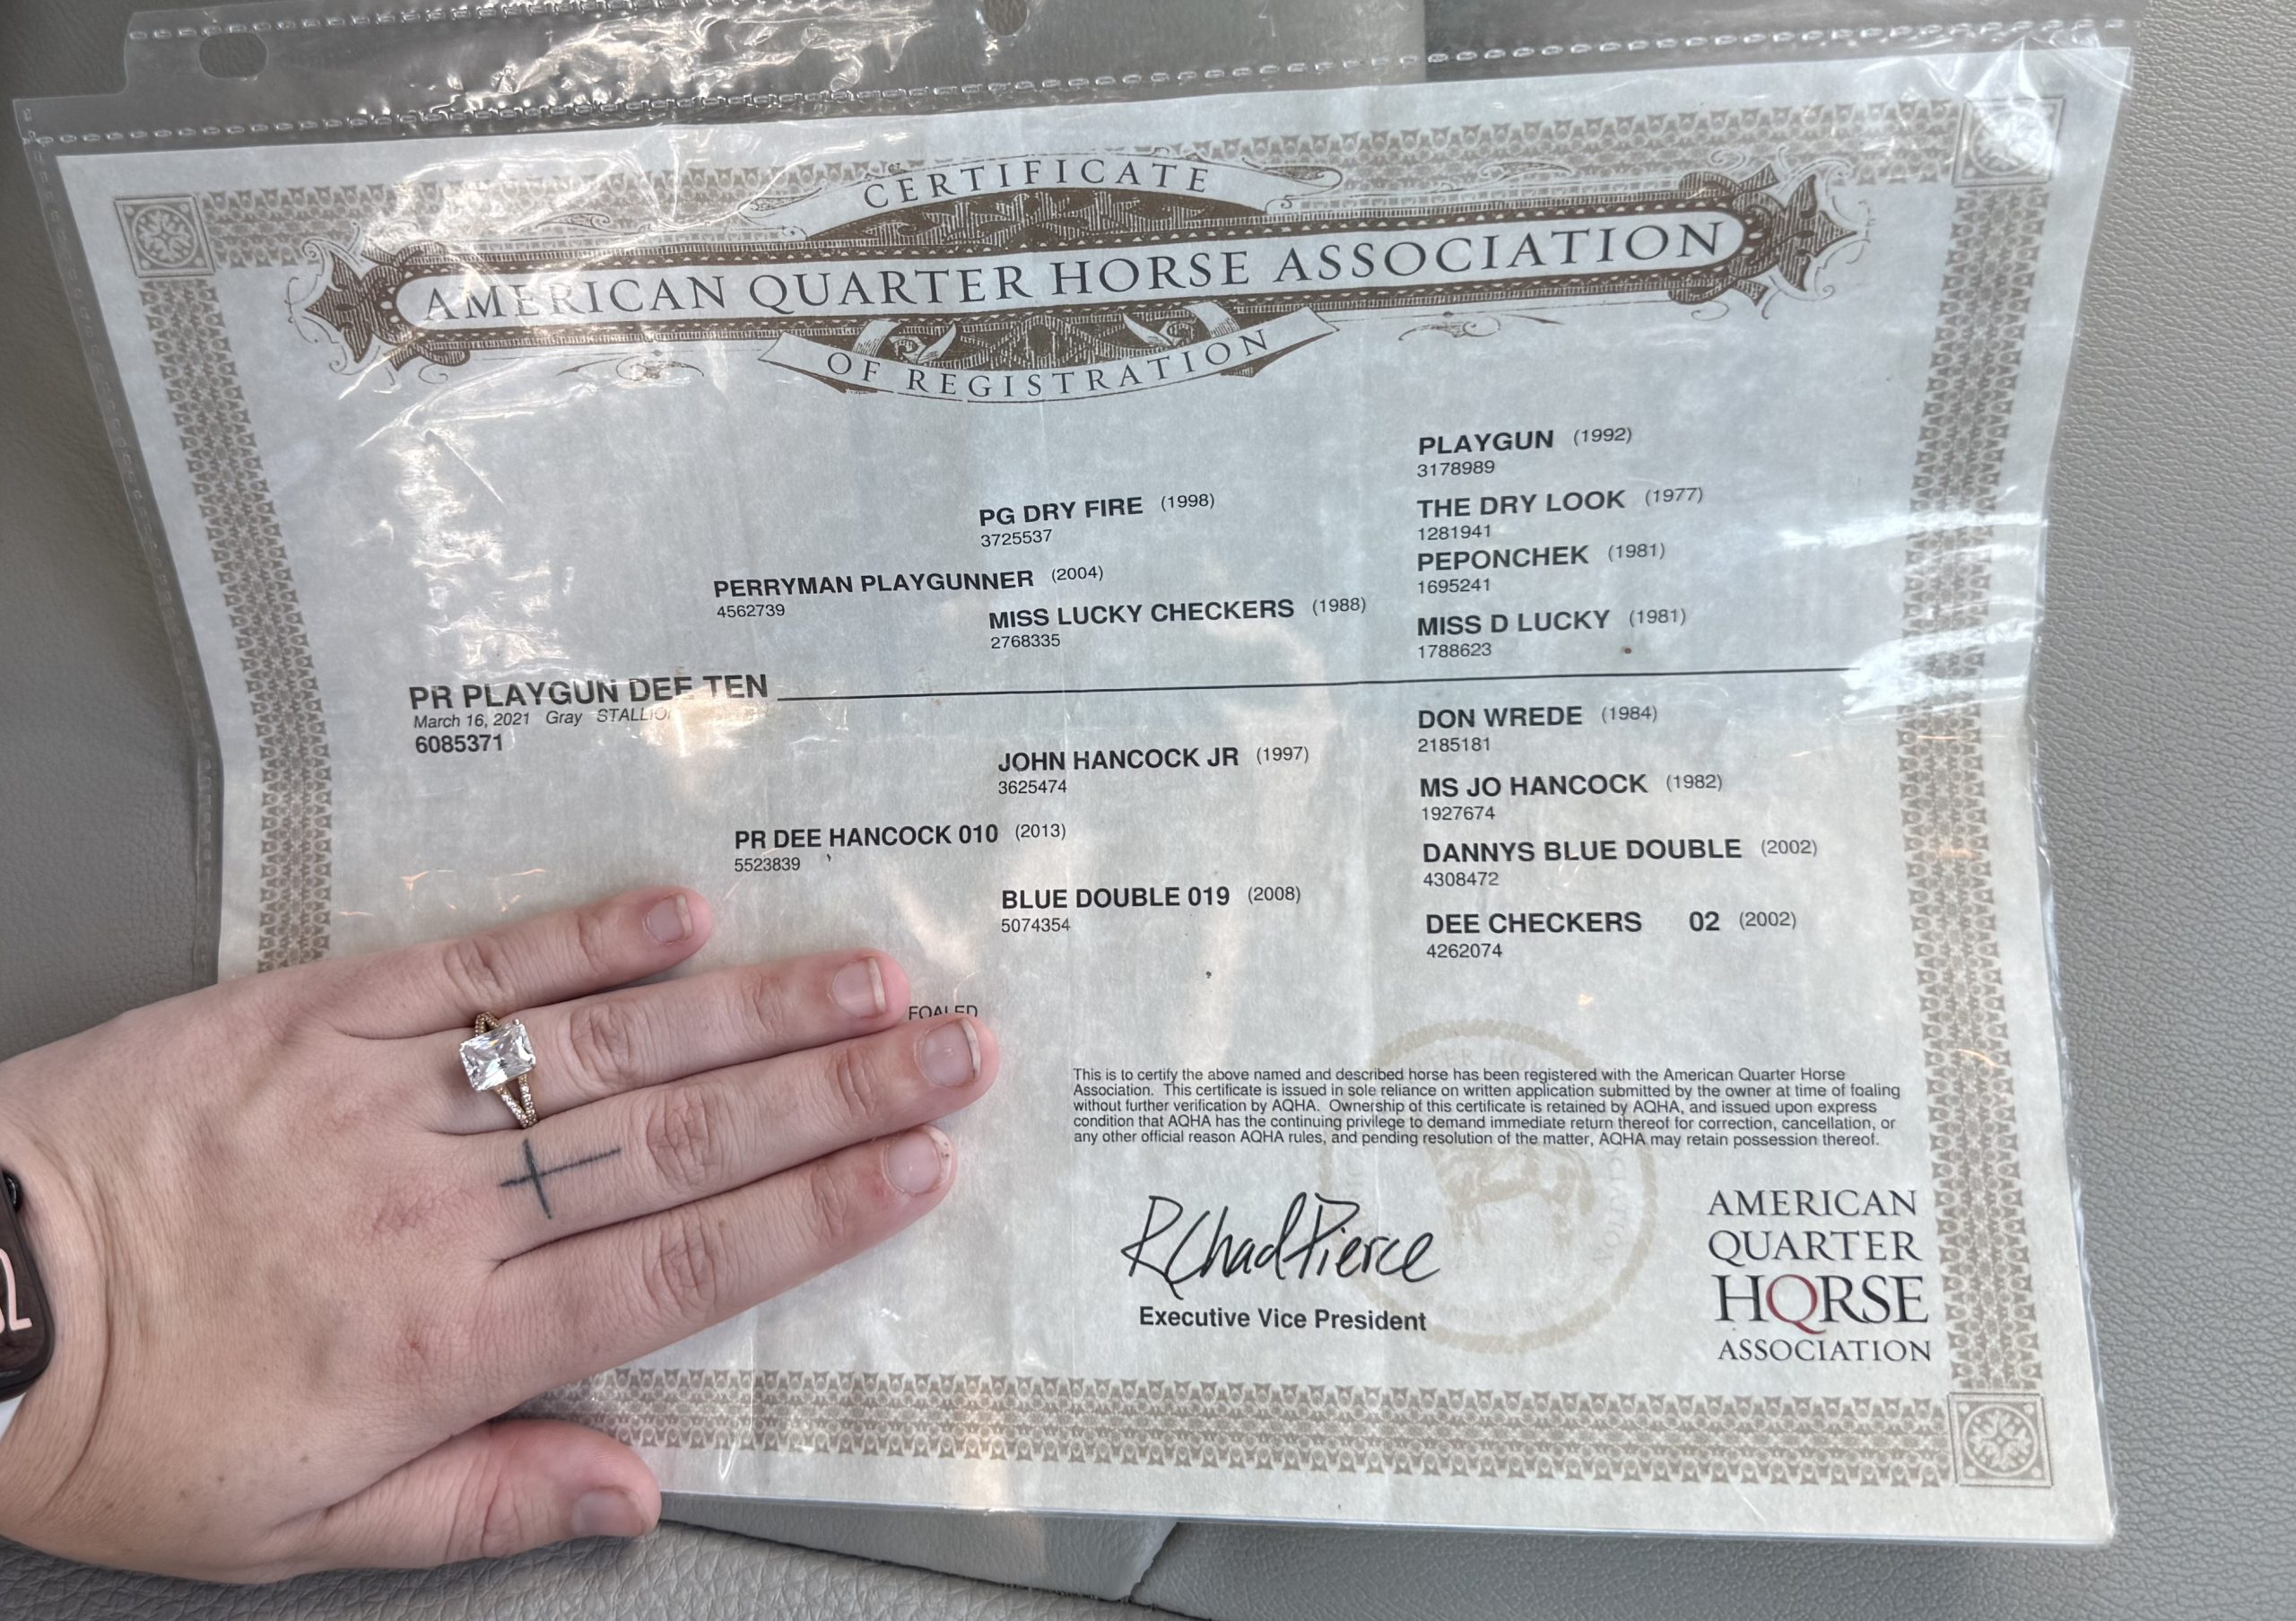 CERTIFICATE
AMERICAN QUARTER HORSE ASSOCIATION
OF REGISTRATION
PLAYGUN (1992)
3178989
PG DRY FIRE (1998)
3725537
THE DRY LOOK (1977)
1281941
PERRYMAN PLAYGUNNER (2004)
4562739
PEPONCHEK (1981)
1695241
MISS LUCKY CHECKERS (1988)
2768335
MISS D LUCKY (1981)
1788623
PR PLAYGUN DEE TEN
March 16, 2021 Gray STALLION
6085371
DON WREDE (1984)
2185181
JOHN HANCOCK JR (1997)
3625474
MS JO HANCOCK (1982)
1927674
PR DEE HANCOCK 010 (2013)
5523839
DANNYS BLUE DOUBLE (2002)
4308472
BLUE DOUBLE 019 (2008)
5074354
DEE CHECKERS 02 (2002)
4262074
FOALED
This is to certify the above named and described horse has been registered with the American Quarter Horse
Association. This certificate is issued in sole reliance on written application submitted by the owner at time of foaling
without further verification by AQHA. Ownership of this certificate is retained by AQHA, and issued upon express
condition that AQHA has the continuing privilege to demand immediate return thereof for correction, cancellation, or
any other official reason AQHA rules, and pending resolution of the matter, AQHA may retain possession thereof.
R Chad Pierce
Executive Vice President
AMERICAN
QUARTER
HORSE
ASSOCIATION